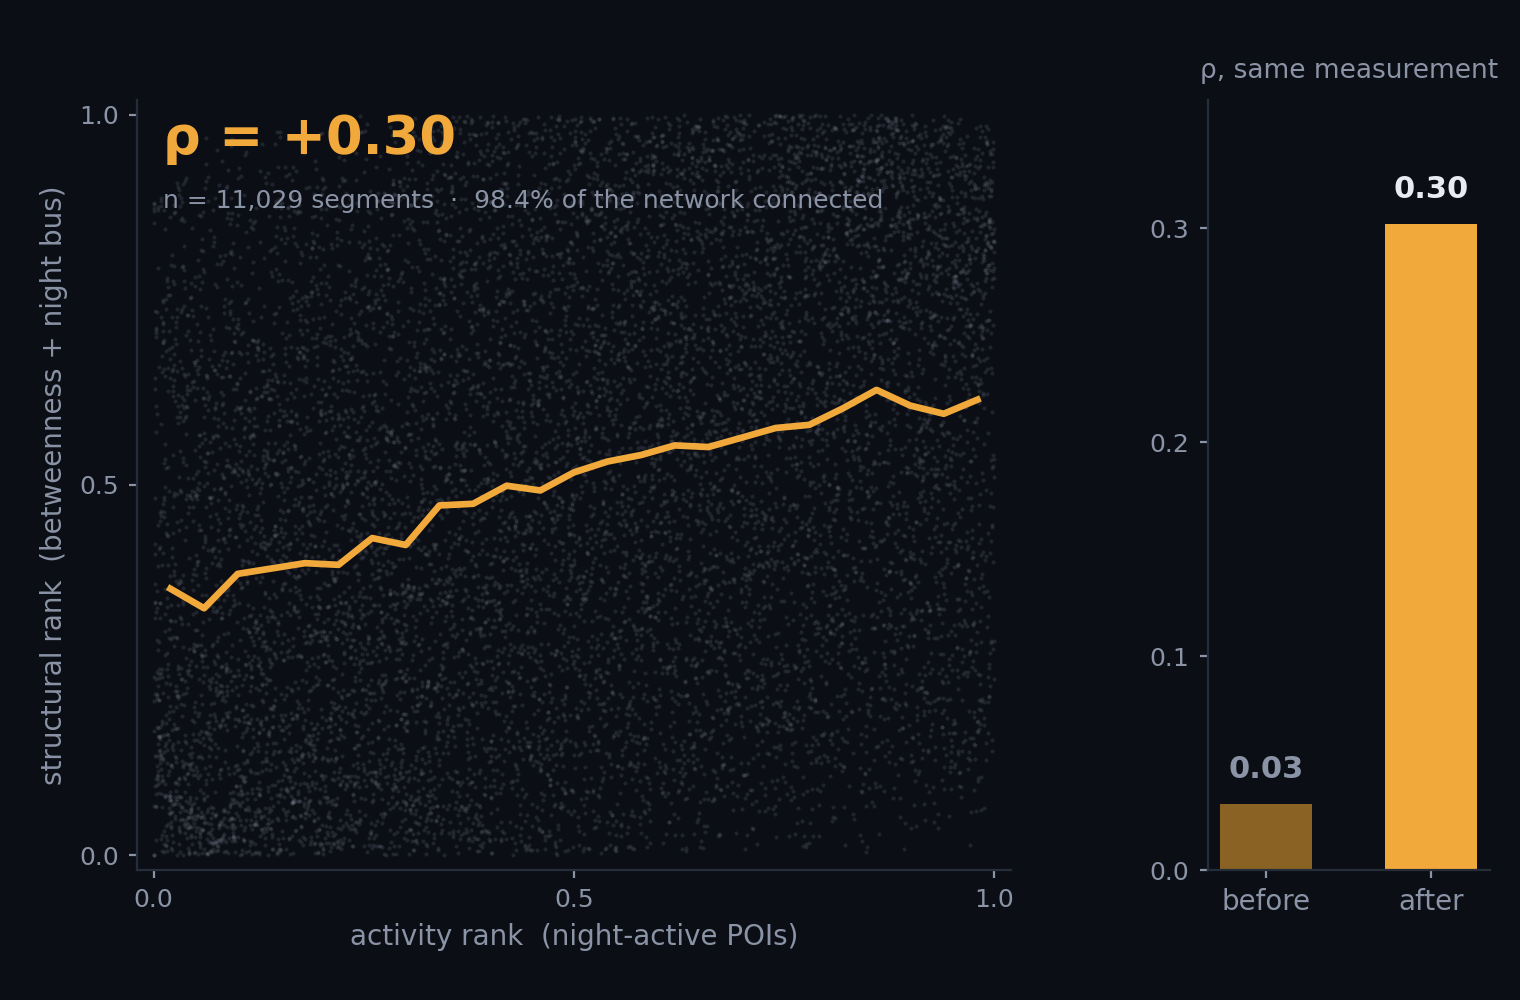 ρ, same measurement
ρ = +0.30
n = 11,029 segments · 98.4% of the network connected
structural rank (betweenness + night bus)
1.0
0.5
0.0
0.0
0.5
1.0
activity rank (night-active POIs)
0.3
0.2
0.1
0.0
0.30
0.03
before
after